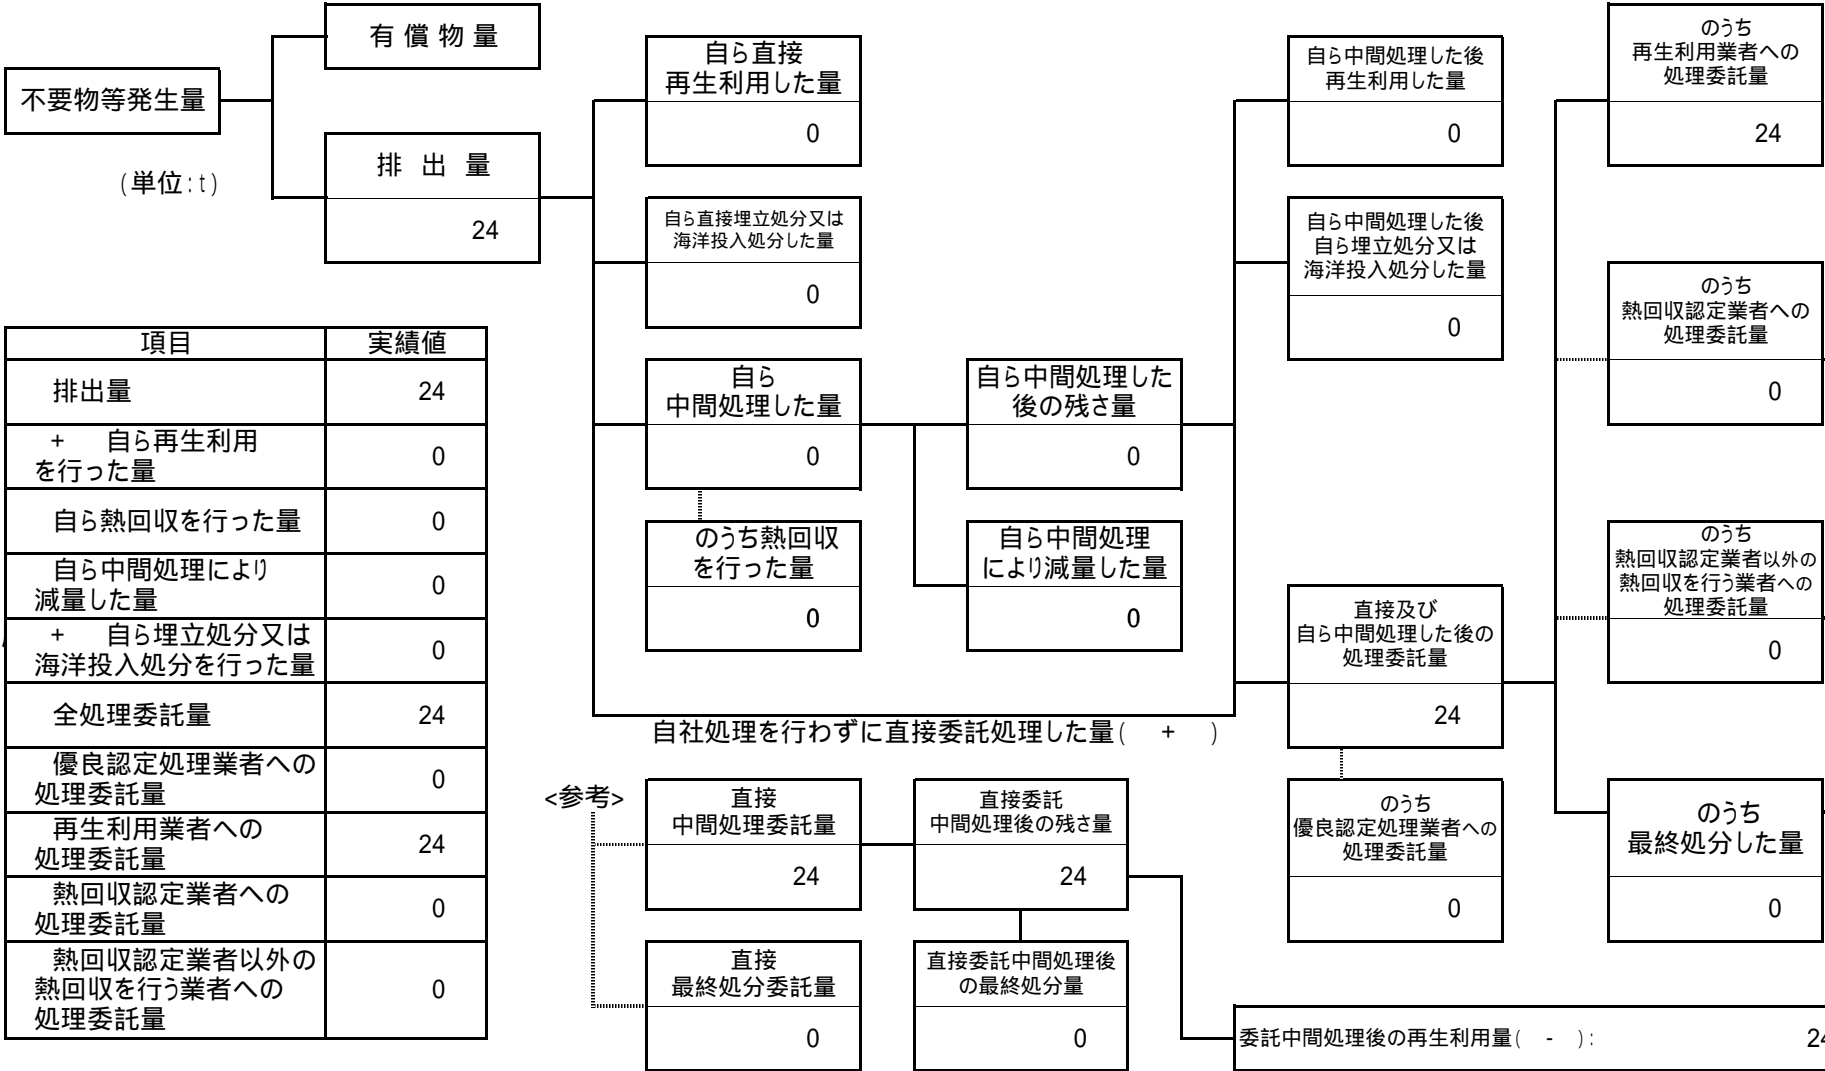 有 償 物 量
不要物等発生量
(単位:t)
排 出 量
24
自ら直接
再生利用した量
0
自ら直接埋立処分又は
海洋投入処分した量
0
自ら
中間処理した量
0
のうち熱回収
を行った量
0
自ら中間処理した
後の残さ量
0
自ら中間処理
により減量した量
0
自ら中間処理した後
再生利用した量
0
自ら中間処理した後
自ら埋立処分又は
海洋投入処分した量
0
直接及び
自ら中間処理した後の
処理委託量
24
のうち
優良認定処理業者への
処理委託量
0
のうち
再生利用業者への
処理委託量
24
のうち
熱回収認定業者への
処理委託量
0
のうち
熱回収認定業者以外の
熱回収を行う業者への
処理委託量
0
のうち
最終処分した量
0
自社処理を行わずに直接委託処理した量( + )
項目 実績値
排出量 24
+ 自ら再生利用
を行った量 0
自ら熱回収を行った量 0
自ら中間処理により
減量した量 0
+ 自ら埋立処分又は
海洋投入処分を行った量 0
全処理委託量 24
優良認定処理業者への
処理委託量 0
再生利用業者への
処理委託量 24
熱回収認定業者への
処理委託量 0
熱回収認定業者以外の
熱回収を行う業者への
処理委託量 0
<参考>
直接
中間処理委託量
24
直接委託
中間処理後の残さ量
24
直接
最終処分委託量
0
直接委託中間処理後
の最終処分量
0
委託中間処理後の再生利用量( - ): 24